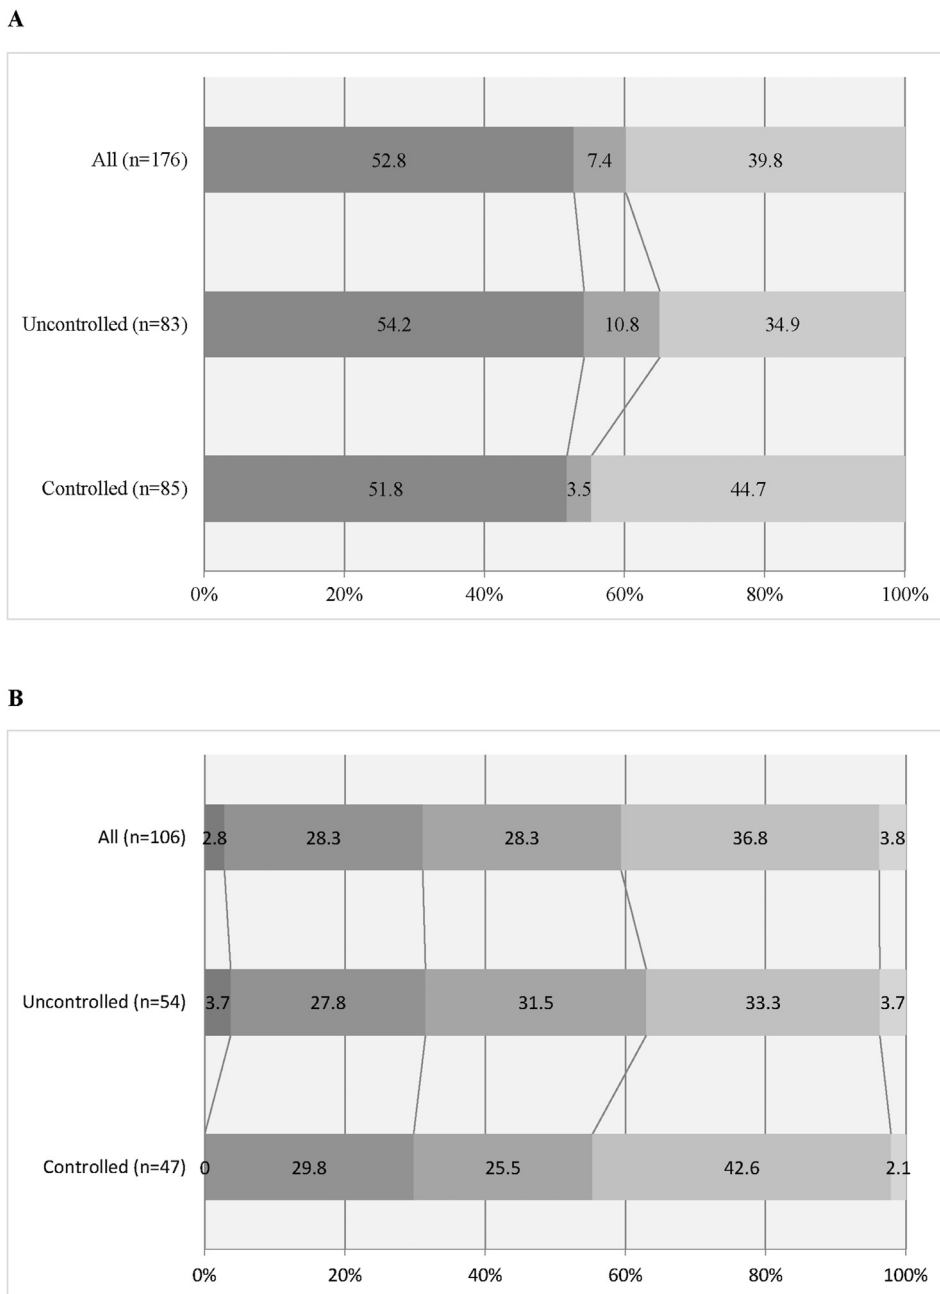 A
All (n=176) 52.8 7.4 39.8
Uncontrolled (n=83) 54.2 10.8 34.9
Controlled (n=85) 51.8 3.5 44.7
0% 20% 40% 60% 80% 100%
B
All (n=106) 2.8 28.3 28.3 36.8 3.8
Uncontrolled (n=54) 3.7 27.8 31.5 33.3 3.7
Controlled (n=47) 0 29.8 25.5 42.6 2.1
0% 20% 40% 60% 80% 100%